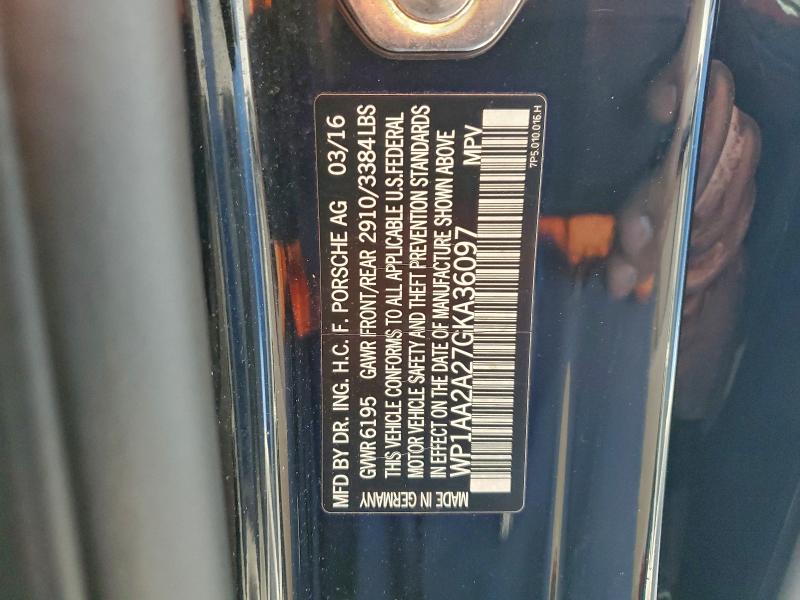 MFD BY DR. ING. H.C. F. PORSCHE AG 03/16
GVWR 6195 GAWR FRONT/REAR 2910/3384LBS
THIS VEHICLE CONFORMS TO ALL APPLICABLE U.S.FEDERAL
MOTOR VEHICLE SAFETY AND THEFT PREVENTION STANDARDS
IN EFFECT ON THE DATE OF MANUFACTURE SHOWN ABOVE
WP1AA2A27GKA36097 MPV
MADE IN GERMANY
7P5.010.016.H